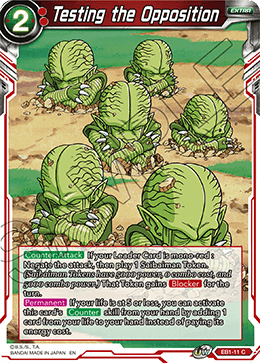 2
Testing the Opposition
EXTRA
Counter:Attack If your Leader Card is mono-red :
Negate the attack, then play 1 Saibaiman Token.
(Saibaiman Tokens have 5000 power, 0 combo cost, and
5000 combo power.) That Token gains Blocker for the
turn.
Permanent If your life is at 5 or less, you can activate
this card's Counter skill from your hand by adding 1
card from your life to your hand instead of paying its
energy cost.
©B.S./S., T.A.
BANDAI MADE IN JAPAN EN
UW
EB1-11 C